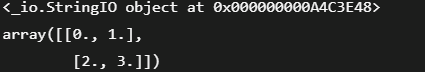 <_io.StringIO object at 0x000000000A4C3E48>
array([[0., 1.],
       [2., 3.]])